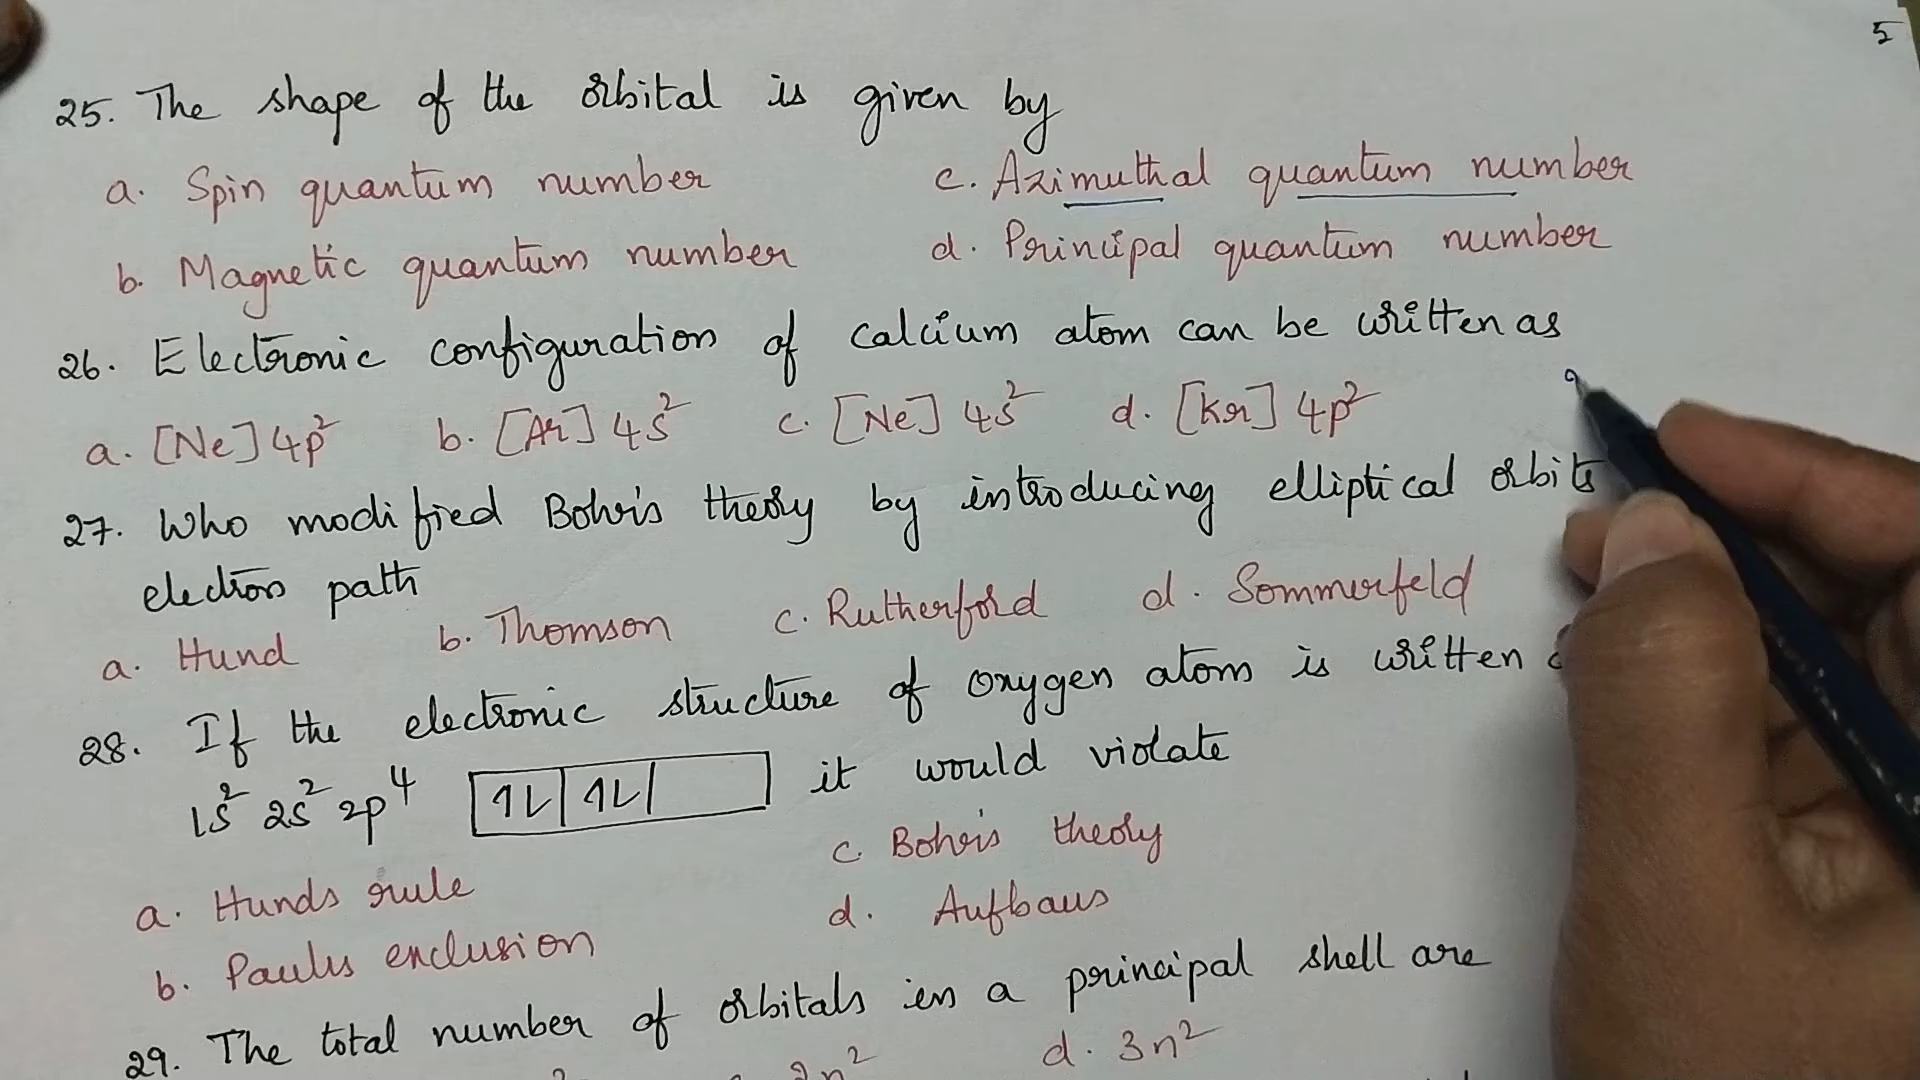 5
25. The shape of the orbital is given by
a. Spin quantum number
c. Azimuthal quantum number
b. Magnetic quantum number
d. Principal quantum number
26. Electronic configuration of calcium atom can be written as
a. [Ne] 4p²
b. [Ar] 4s²
c. [Ne] 4s²
d. [Kr] 4p²
27. Who modified Bohr's theory by introducing elliptical orbits
electron path
a. Hund
b. Thomson
c. Rutherford
d. Sommerfeld
28. If the electronic structure of oxygen atom is written
1s² 2s² 2p⁴ 1L 1L it would violate
a. Hunds rule
c. Bohr's theory
b. Paulis exclusion
d. Aufbaus
29. The total number of orbitals in a principal shell are
2n²
d. 3n²